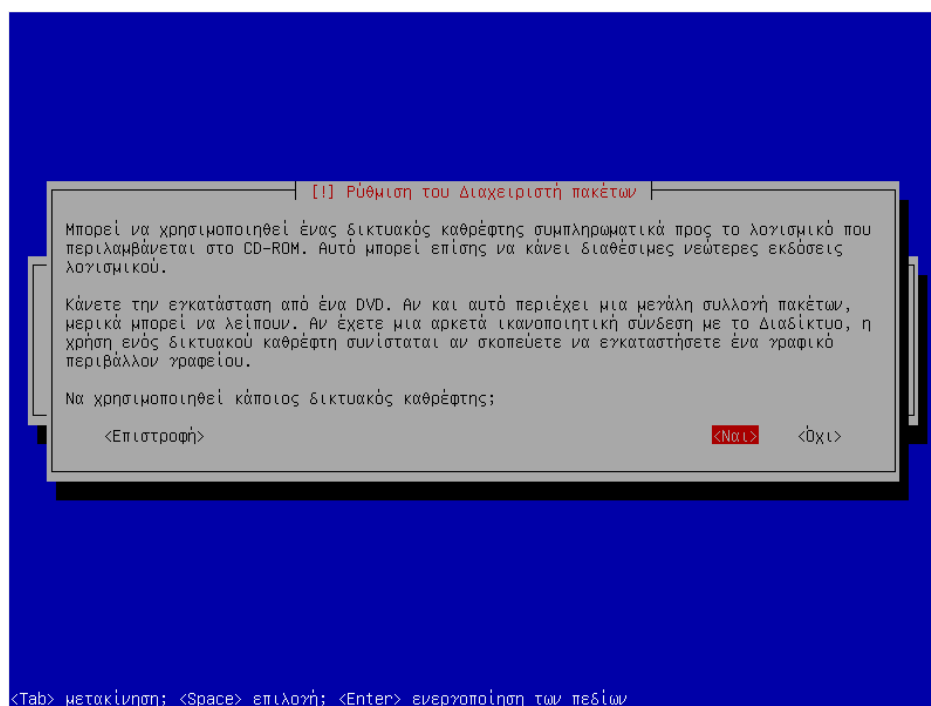 [!] Ρύθμιση του Διαχειριστή πακέτων
Μπορεί να χρησιμοποιηθεί ένας δικτυακός καθρέφτης συμπληρωματικά προς το λογισμικό που
περιλαμβάνεται στο CD-ROM. Αυτό μπορεί επίσης να κάνει διαθέσιμες νεώτερες εκδόσεις
λογισμικού.
Κάνετε την εγκατάσταση από ένα DVD. Αν και αυτό περιέχει μια μεγάλη συλλογή πακέτων,
μερικά μπορεί να λείπουν. Αν έχετε μια αρκετά ικανοποιητική σύνδεση με το Διαδίκτυο, η
χρήση ενός δικτυακού καθρέφτη συνίσταται αν σκοπεύετε να εγκαταστήσετε ένα γραφικό
περιβάλλον γραφείου.
Να χρησιμοποιηθεί κάποιος δικτυακός καθρέφτης;
<Επιστροφή> <Ναι> <Όχι>
<Tab> μετακίνηση; <Space> επιλογή; <Enter> ενεργοποίηση των πεδίων